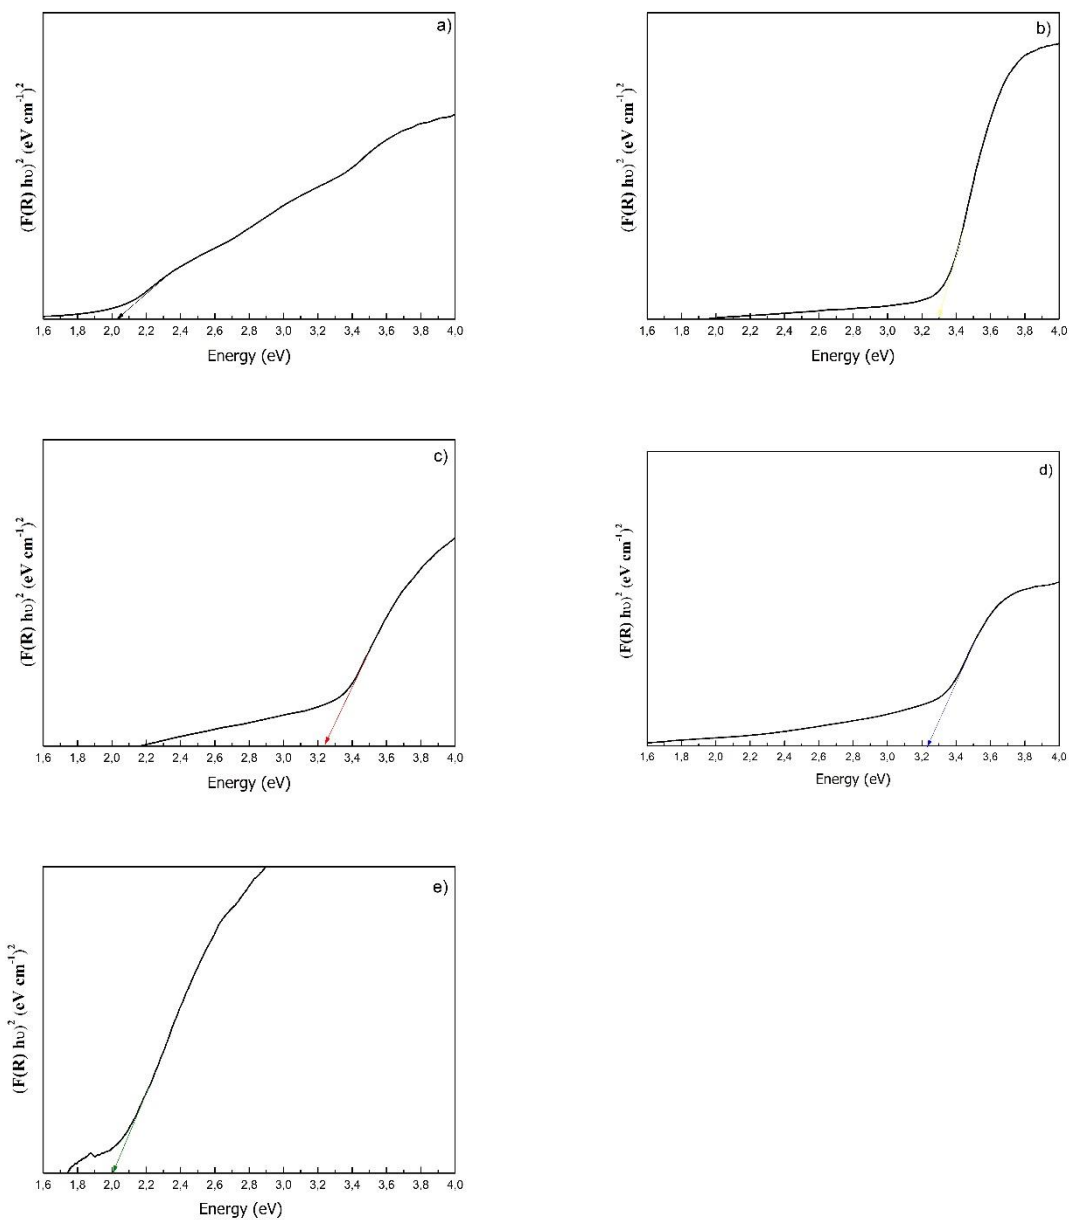 a)
(F(R) hυ)² (eV cm⁻¹)²
1,6 1,8 2,0 2,2 2,4 2,6 2,8 3,0 3,2 3,4 3,6 3,8 4,0
Energy (eV)
b)
(F(R) hυ)² (eV cm⁻¹)²
1,6 1,8 2,0 2,2 2,4 2,6 2,8 3,0 3,2 3,4 3,6 3,8 4,0
Energy (eV)
c)
(F(R) hυ)² (eV cm⁻¹)²
1,6 1,8 2,0 2,2 2,4 2,6 2,8 3,0 3,2 3,4 3,6 3,8 4,0
Energy (eV)
d)
(F(R) hυ)² (eV cm⁻¹)²
1,6 1,8 2,0 2,2 2,4 2,6 2,8 3,0 3,2 3,4 3,6 3,8 4,0
Energy (eV)
e)
(F(R) hυ)² (eV cm⁻¹)²
1,6 1,8 2,0 2,2 2,4 2,6 2,8 3,0 3,2 3,4 3,6 3,8 4,0
Energy (eV)